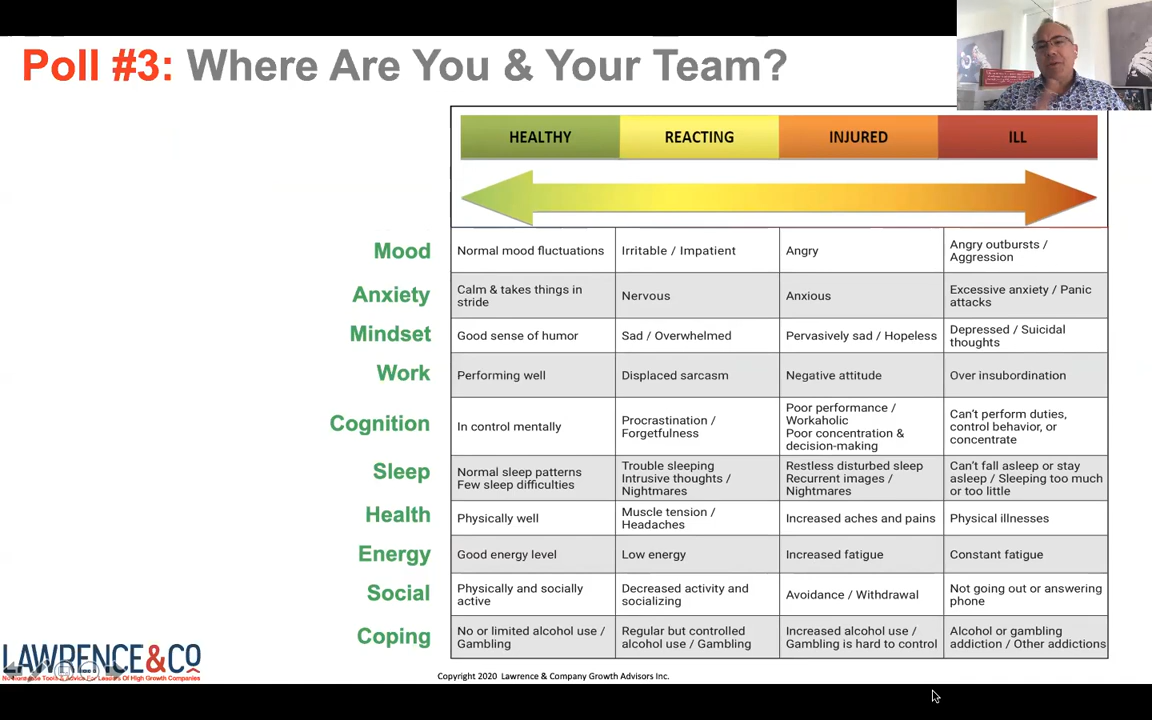 Poll #3: Where Are You & Your Team?
HEALTHY REACTING INJURED ILL
Mood
Normal mood fluctuations
Irritable / Impatient
Angry
Angry outbursts /
Aggression
Anxiety
Calm & takes things in
stride
Nervous
Anxious
Excessive anxiety / Panic
attacks
Mindset
Good sense of humor
Sad / Overwhelmed
Pervasively sad / Hopeless
Depressed / Suicidal
thoughts
Work
Performing well
Displaced sarcasm
Negative attitude
Over insubordination
Cognition
In control mentally
Procrastination /
Forgetfulness
Poor performance /
Workaholic
Poor concentration &
decision-making
Can't perform duties,
control behavior, or
concentrate
Sleep
Normal sleep patterns
Few sleep difficulties
Trouble sleeping
Intrusive thoughts /
Nightmares
Restless disturbed sleep
Recurrent images /
Nightmares
Can't fall asleep or stay
asleep / Sleeping too much
or too little
Health
Physically well
Muscle tension /
Headaches
Increased aches and pains
Physical illnesses
Energy
Good energy level
Low energy
Increased fatigue
Constant fatigue
Social
Physically and socially
active
Decreased activity and
socializing
Avoidance / Withdrawal
Not going out or answering
phone
Coping
No or limited alcohol use /
Gambling
Regular but controlled
alcohol use / Gambling
Increased alcohol use /
Gambling is hard to control
Alcohol or gambling
addiction / Other addictions
LAWRENCE&CO
Tools & Advice For Leaders Of High Growth Companies
Copyright 2020 Lawrence & Company Growth Advisors Inc.